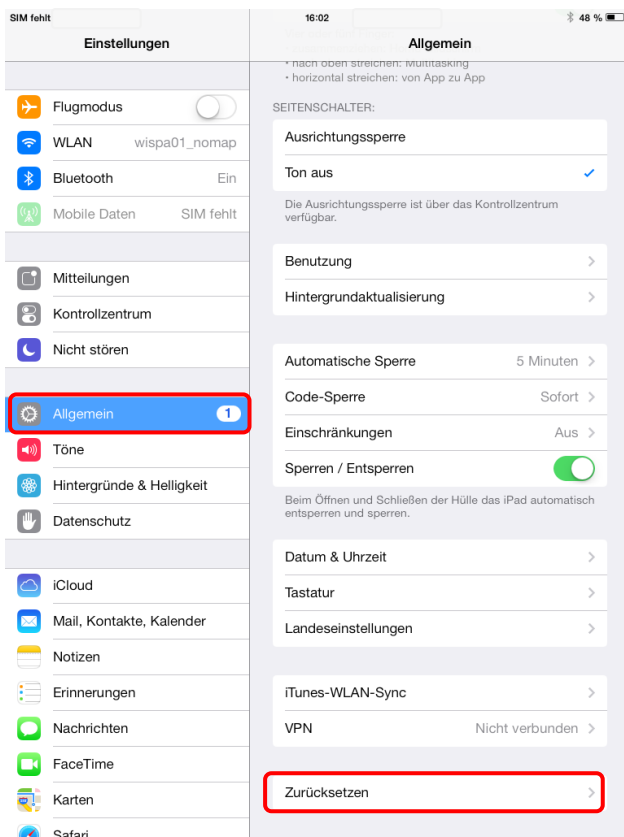 SIM fehlt
16:02
48 %
Einstellungen
Flugmodus
WLAN wispa01_nomap
Bluetooth Ein
Mobile Daten SIM fehlt
Mitteilungen
Kontrollzentrum
Nicht stören
Allgemein 1
Töne
Hintergründe & Helligkeit
Datenschutz
iCloud
Mail, Kontakte, Kalender
Notizen
Erinnerungen
Nachrichten
FaceTime
Karten
Safari
Allgemein
• nach oben streichen: Multitasking
• horizontal streichen: von App zu App
SEITENSCHALTER:
Ausrichtungssperre
Ton aus
Die Ausrichtungssperre ist über das Kontrollzentrum
verfügbar.
Benutzung
Hintergrundaktualisierung
Automatische Sperre 5 Minuten
Code-Sperre Sofort
Einschränkungen Aus
Sperren / Entsperren
Beim Öffnen und Schließen der Hülle das iPad automatisch
entsperren und sperren.
Datum & Uhrzeit
Tastatur
Landeseinstellungen
iTunes-WLAN-Sync
VPN Nicht verbunden
Zurücksetzen